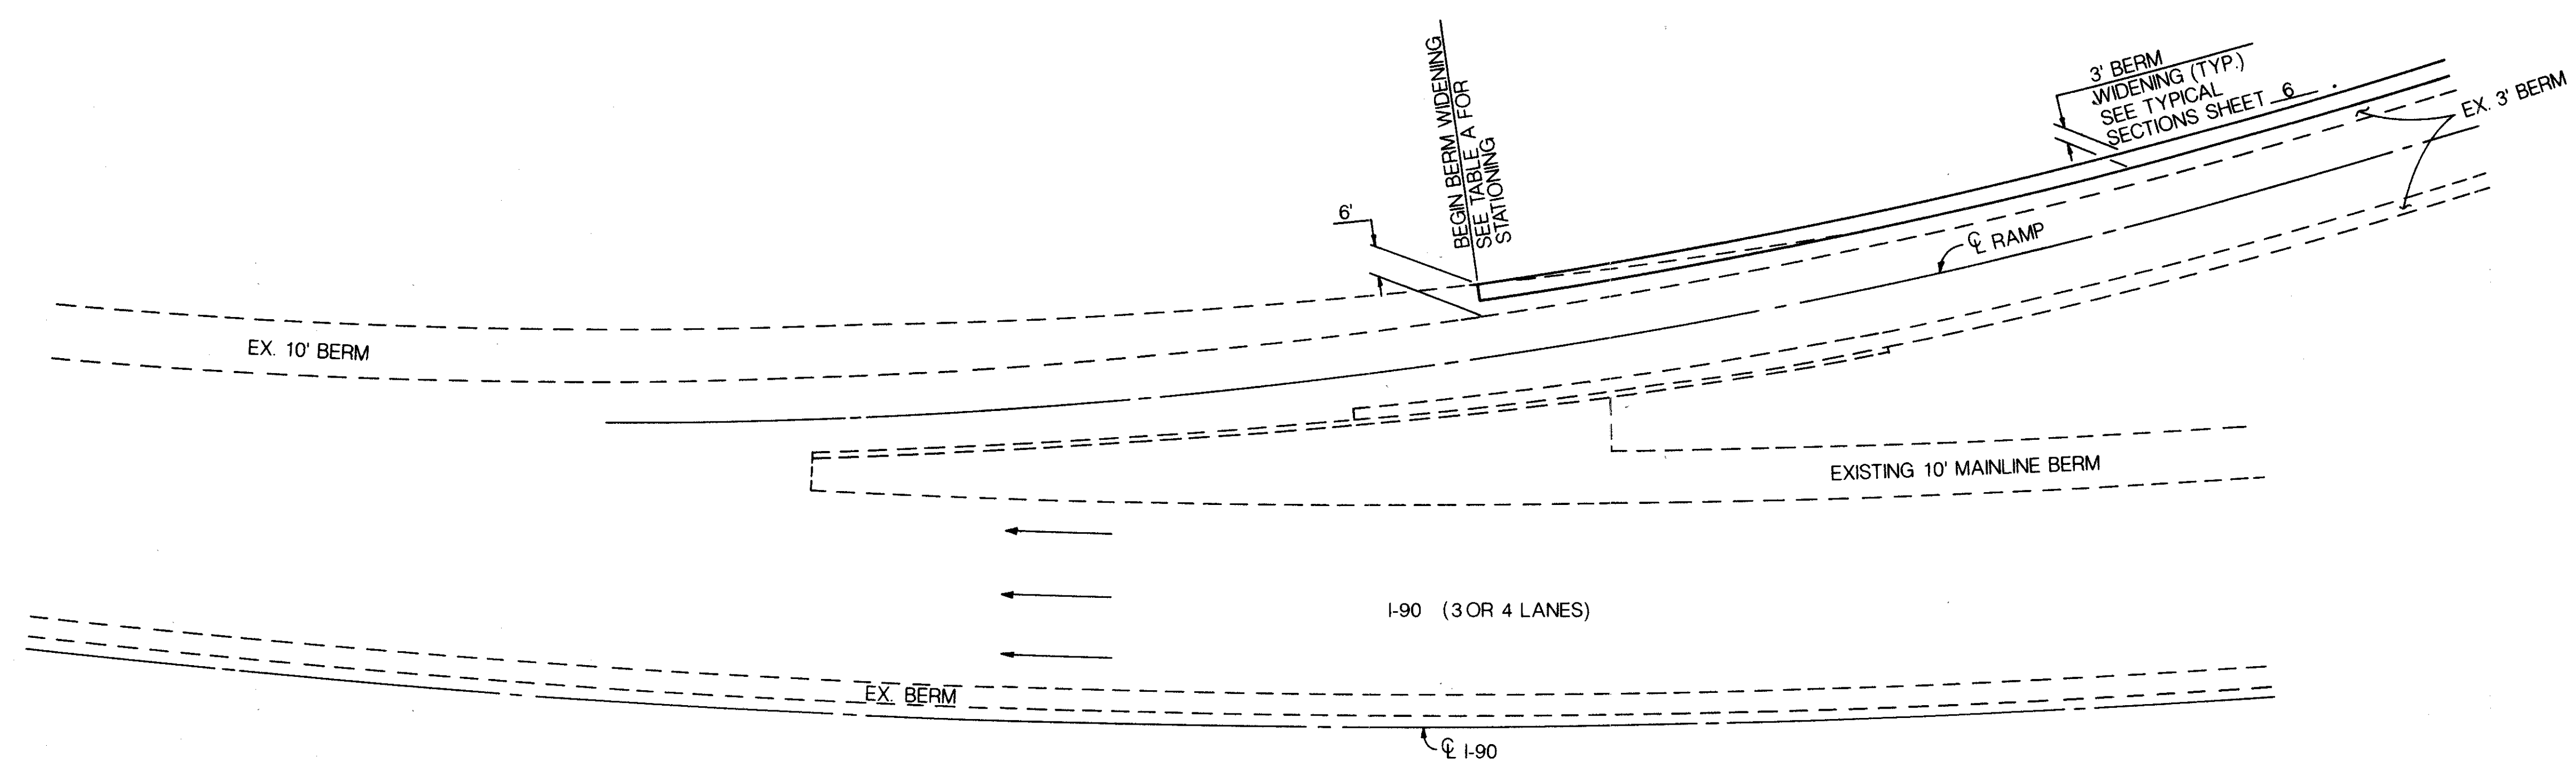 BEGIN BERM WIDENING
SEE TABLE A FOR
STATIONING
3' BERM
WIDENING (TYP.)
SEE TYPICAL
SECTIONS SHEET 6
EX. 3' BERM
6'
℄ RAMP
EX. 10' BERM
EXISTING 10' MAINLINE BERM
I-90 (3 OR 4 LANES)
EX. BERM
℄ I-90